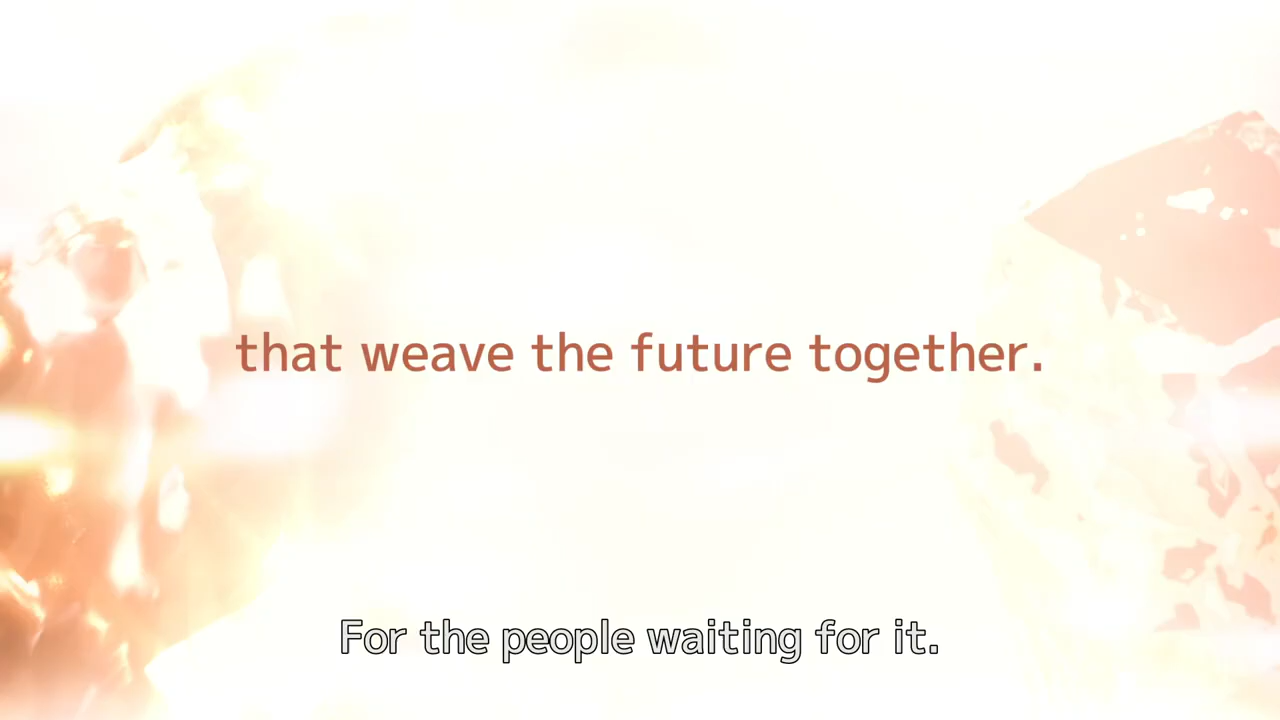 that weave the future together.
For the people waiting for it.